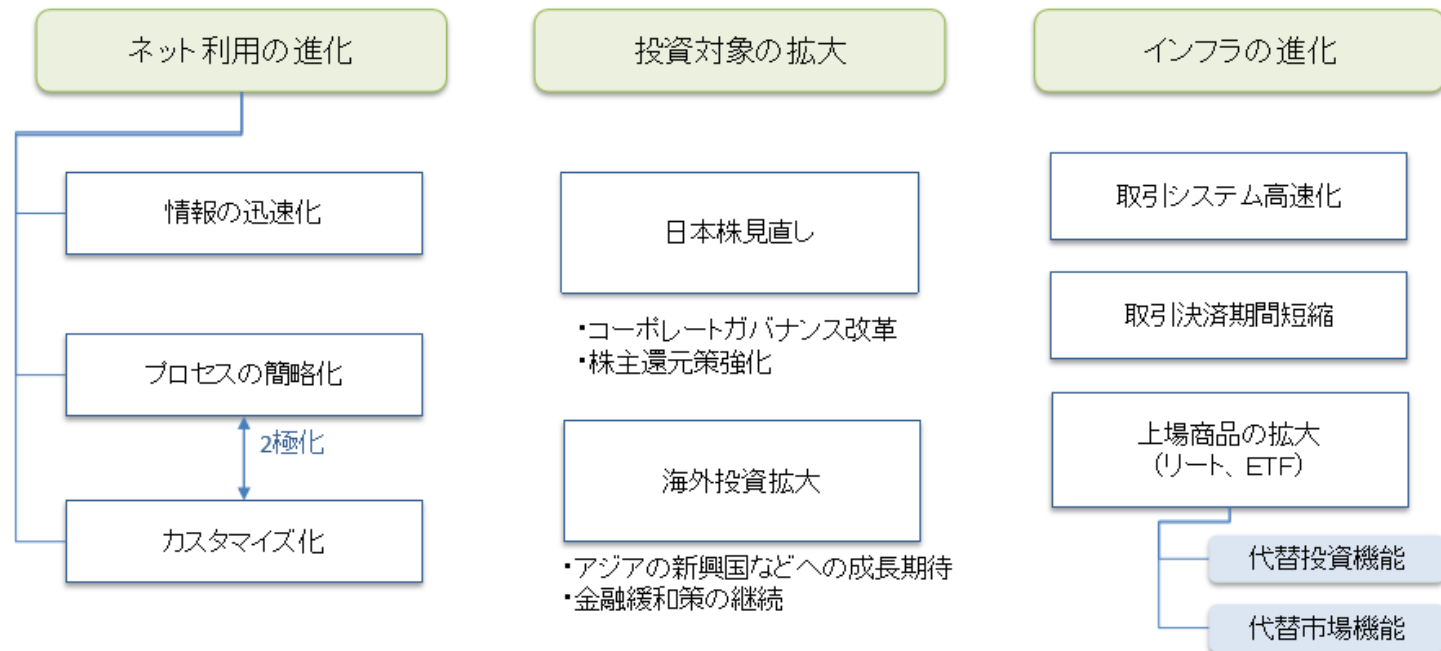 ネット利用の進化
情報の迅速化
プロセスの簡略化
2極化
カスタマイズ化
投資対象の拡大
日本株見直し
・コーポレートガバナンス改革
・株主還元策強化
海外投資拡大
・アジアの新興国などへの成長期待
・金融緩和策の継続
インフラの進化
取引システム高速化
取引決済期間短縮
上場商品の拡大
（リート、ETF）
代替投資機能
代替市場機能